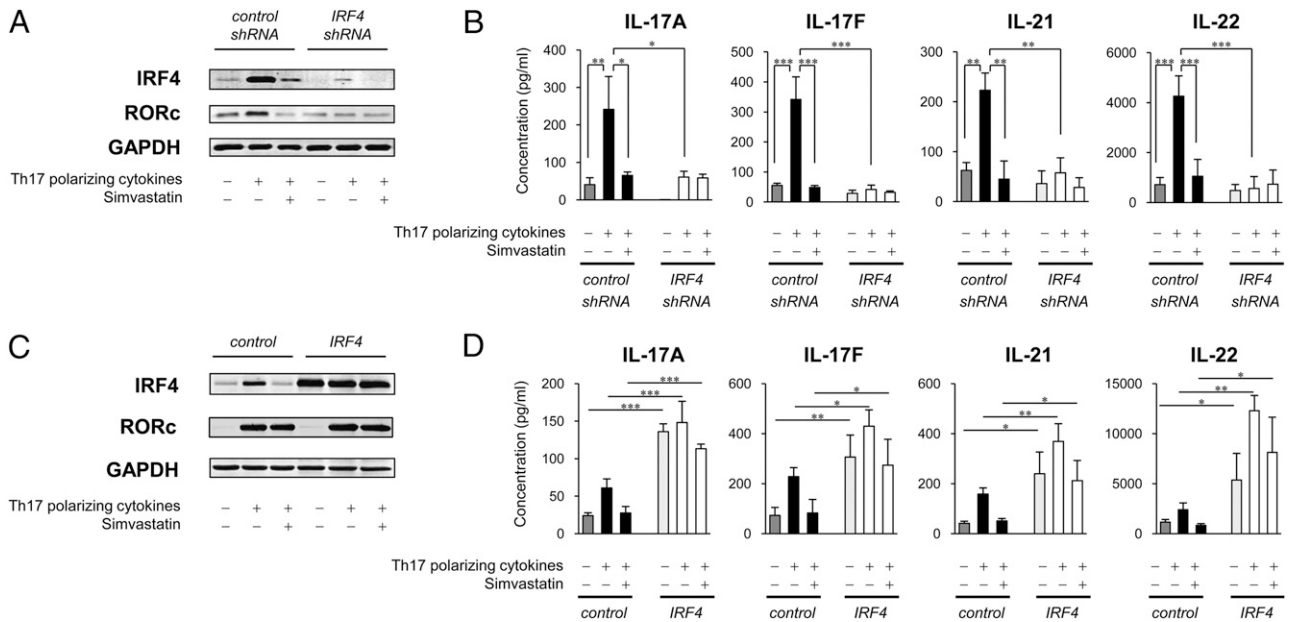 A
control IRF4
shRNA shRNA
IRF4
RORc
GAPDH
Th17 polarizing cytokines − + + − + +
Simvastatin − − + − − +
B
IL-17A IL-17F IL-21 IL-22
Concentration (pg/ml)
400
300
200
100
0
** * *
500
400
300
200
100
0
*** *** ***
300
200
100
0
** ** **
6000
4000
2000
0
*** *** ***
Th17 polarizing cytokines − + + − + + − + + − + + − + + − + + − + + − + +
Simvastatin − − + − − + − − + − − + − − + − − + − − + − − +
control IRF4 control IRF4 control IRF4 control IRF4
shRNA shRNA shRNA shRNA shRNA shRNA shRNA shRNA
C
control IRF4
IRF4
RORc
GAPDH
Th17 polarizing cytokines − + + − + +
Simvastatin − − + − − +
D
IL-17A IL-17F IL-21 IL-22
Concentration (pg/ml)
200
150
100
50
0
***
***
***
600
400
200
0
*
*
**
600
400
200
0
*
**
*
15000
10000
5000
0
*
**
*
Th17 polarizing cytokines − + + − + + − + + − + + − + + − + + − + + − + +
Simvastatin − − + − − + − − + − − + − − + − − + − − + − − +
control IRF4 control IRF4 control IRF4 control IRF4